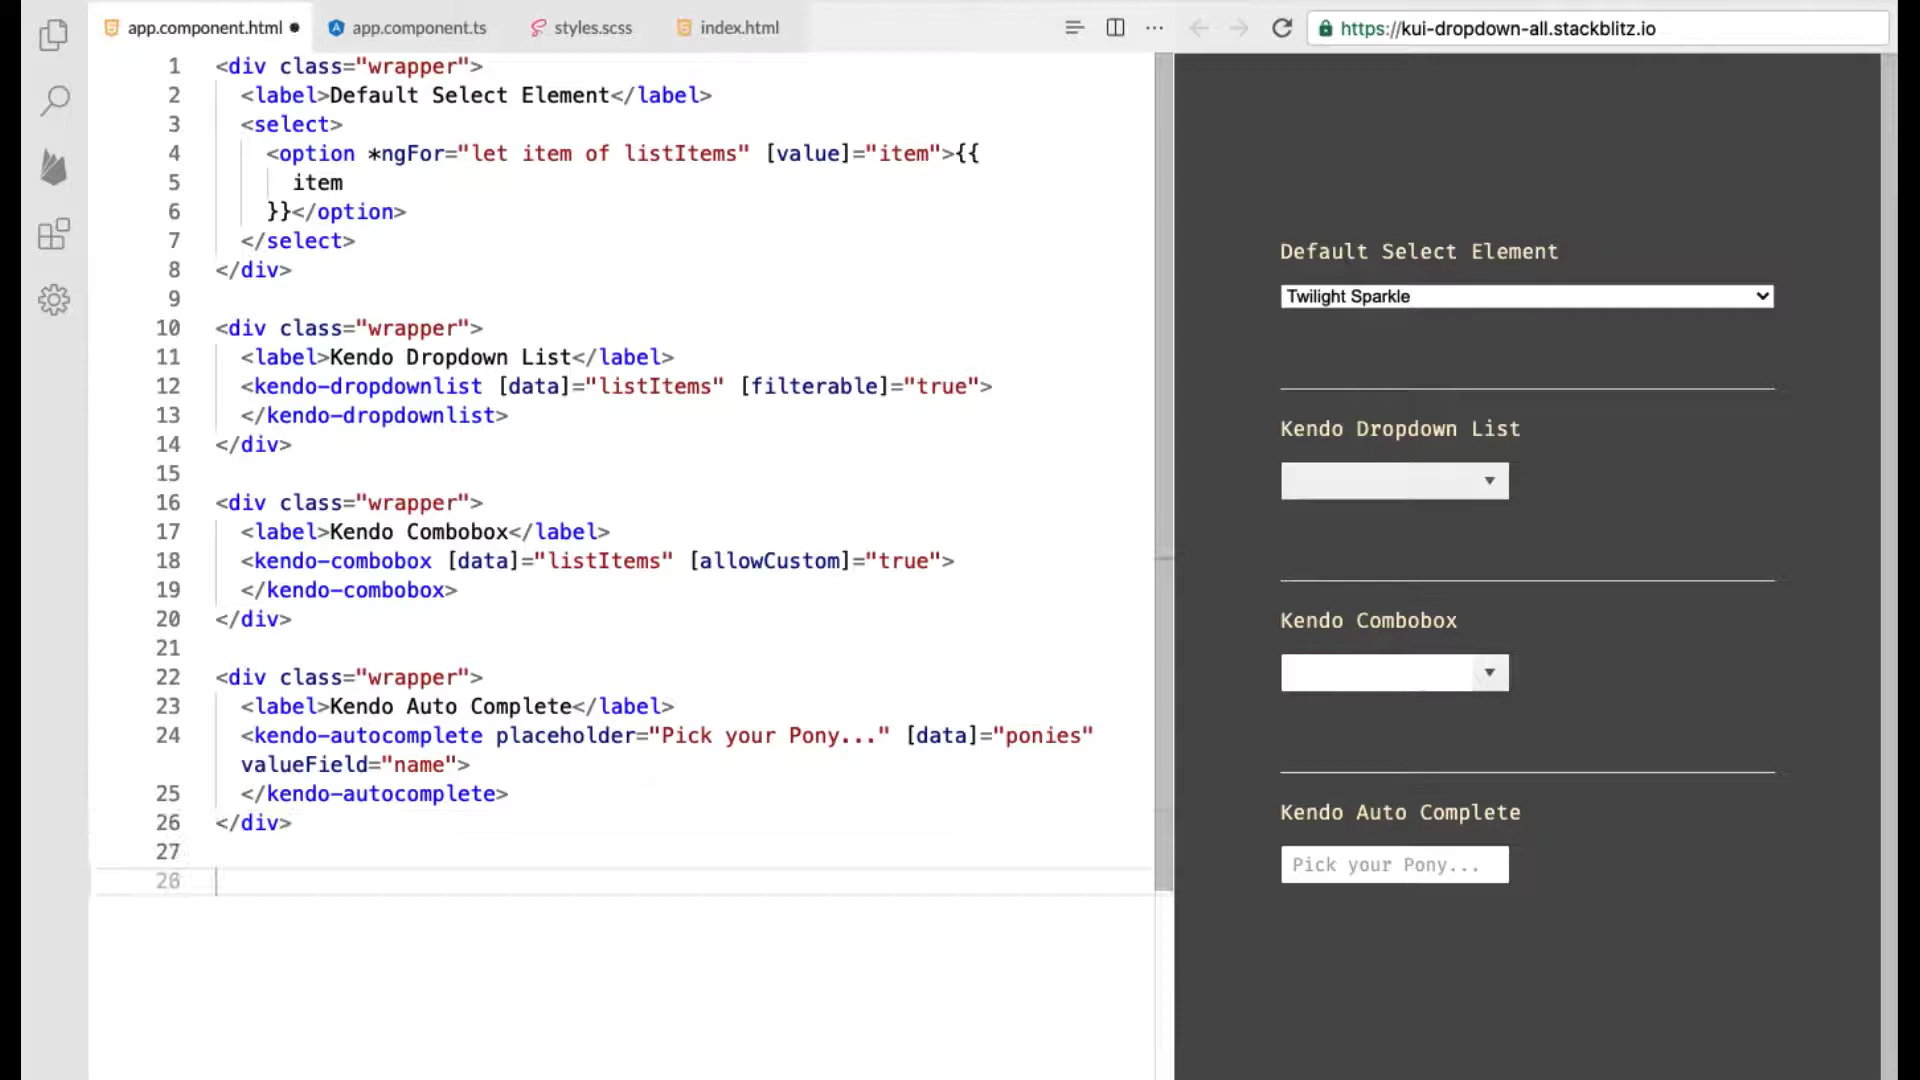 app.component.html
app.component.ts
styles.scss
index.html
https://kui-dropdown-all.stackblitz.io
1 <div class="wrapper">
2 <label>Default Select Element</label>
3 <select>
4 <option *ngFor="let item of listItems" [value]="item">{{
5 item
6 }}</option>
7 </select>
8 </div>
9
10 <div class="wrapper">
11 <label>Kendo Dropdown List</label>
12 <kendo-dropdownlist [data]="listItems" [filterable]="true">
13 </kendo-dropdownlist>
14 </div>
15
16 <div class="wrapper">
17 <label>Kendo Combobox</label>
18 <kendo-combobox [data]="listItems" [allowCustom]="true">
19 </kendo-combobox>
20 </div>
21
22 <div class="wrapper">
23 <label>Kendo Auto Complete</label>
24 <kendo-autocomplete placeholder="Pick your Pony..." [data]="ponies"
valueField="name">
25 </kendo-autocomplete>
26 </div>
27
28
Default Select Element
Twilight Sparkle
Kendo Dropdown List
Kendo Combobox
Kendo Auto Complete
Pick your Pony...